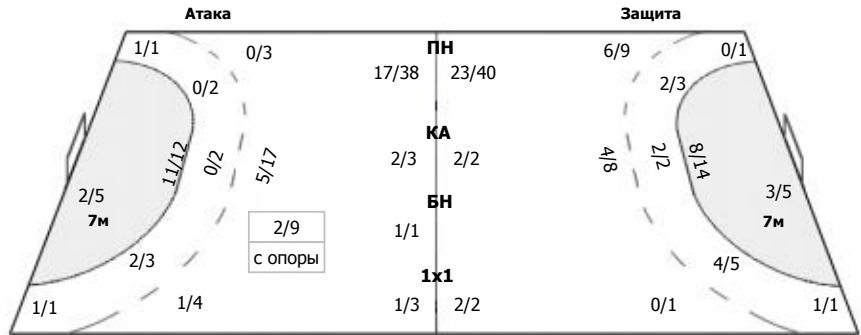 Атака Защита
1/1 0/3 ПН 6/9 0/1
17/38 23/40
0/2 2/3
КА
11/12 0/2 5/17 2/3 2/2 4/8 2/2 8/14
2/5 БН 3/5
7м 2/9 1/1 7м
с опоры
2/3 4/5
1х1
1/1 1/4 1/3 2/2 0/1 1/1